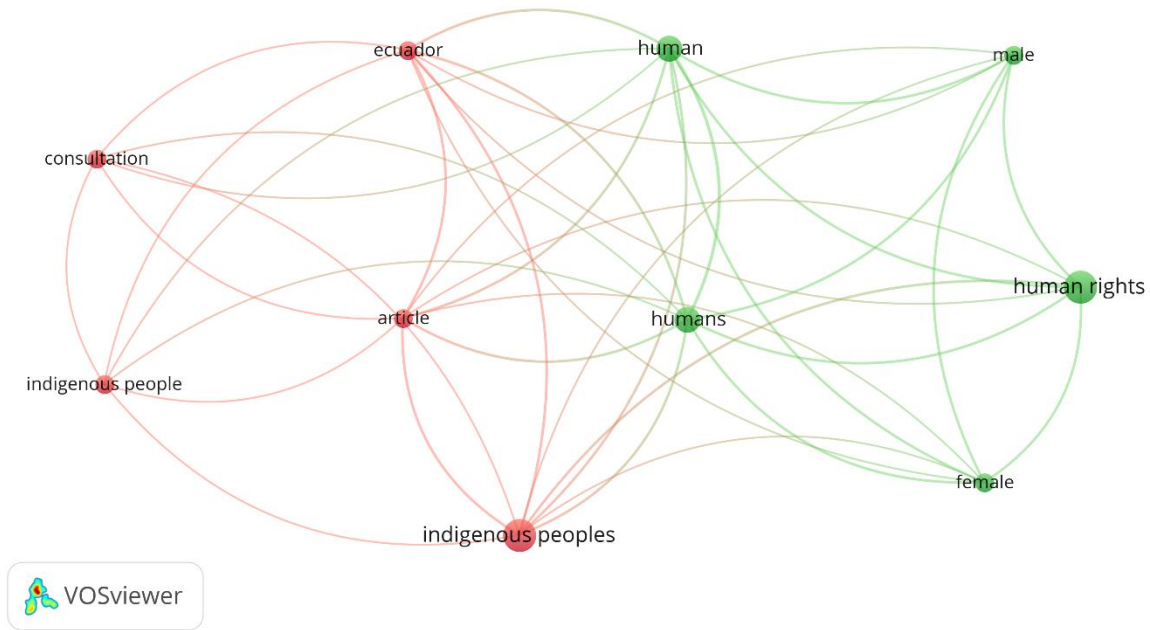 ecuador
human
male
consultation
human rights
article
humans
indigenous people
female
indigenous peoples
VOSviewer